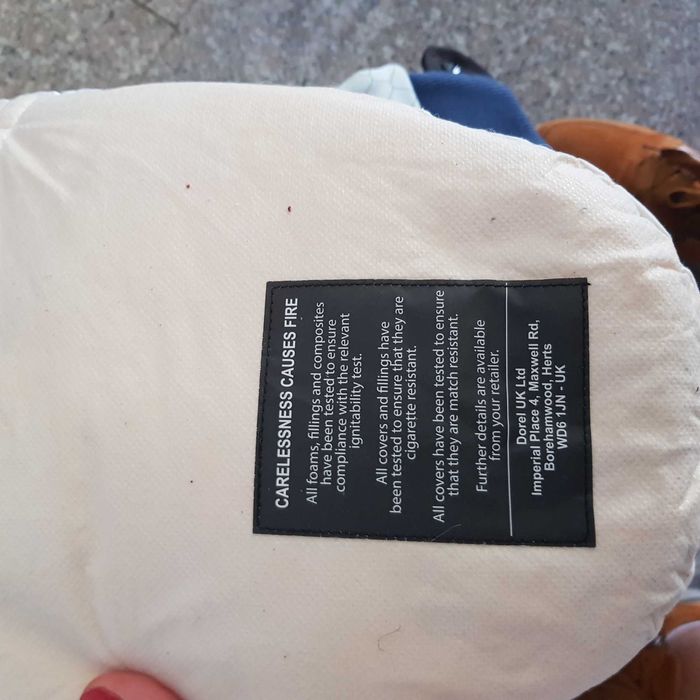 CARELESSNESS CAUSES FIRE
All foams, fillings and composites
have been tested to ensure
compliance with the relevant
ignitability test.
All covers and fillings have
been tested to ensure that they are
cigarette resistant.
All covers have been tested to ensure
that they are match resistant.
Further details are available
from your retailer.
Dorel UK Ltd
Imperial Place 4, Maxwell Rd,
Borehamwood, Herts
WD6 1JN - UK